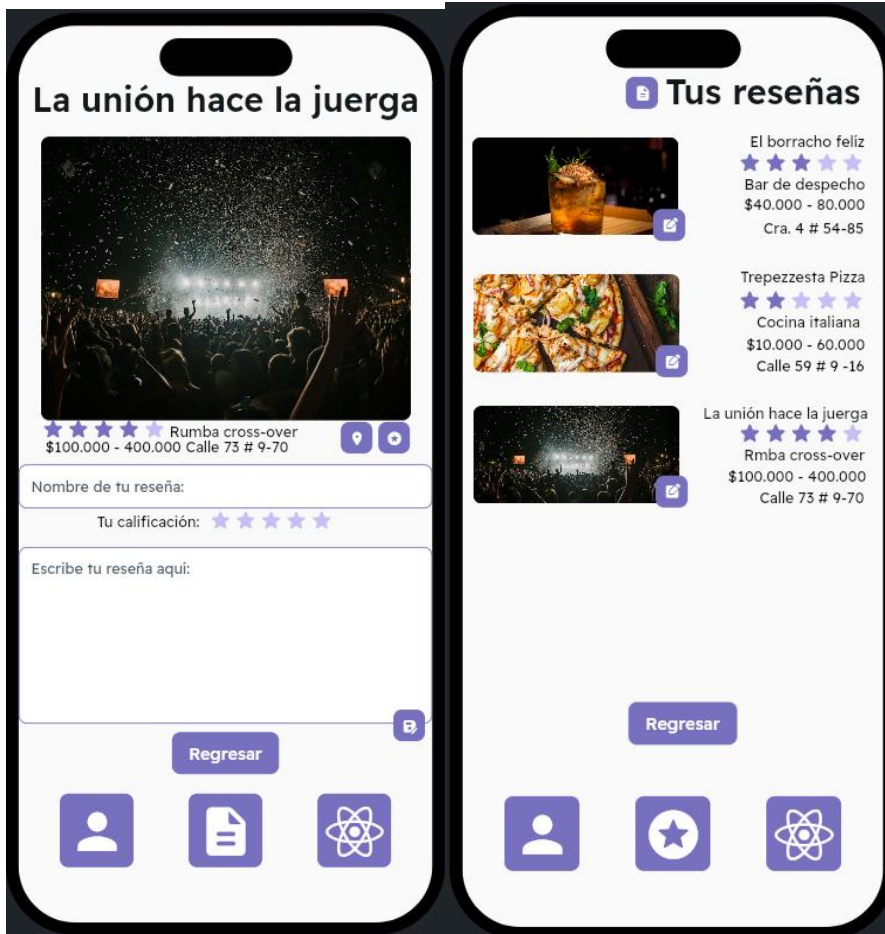 La unión hace la juerga
Rumba cross-over
$100.000 - 400.000 Calle 73 # 9-70
Nombre de tu reseña:
Tu calificación:
Escribe tu reseña aquí:
Regresar
Tus reseñas
El borracho feliz
Bar de despecho
$40.000 - 80.000
Cra. 4 # 54-85
Trepezzesta Pizza
Cocina italiana
$10.000 - 60.000
Calle 59 # 9 -16
La unión hace la juerga
Rmba cross-over
$100.000 - 400.000
Calle 73 # 9-70
Regresar